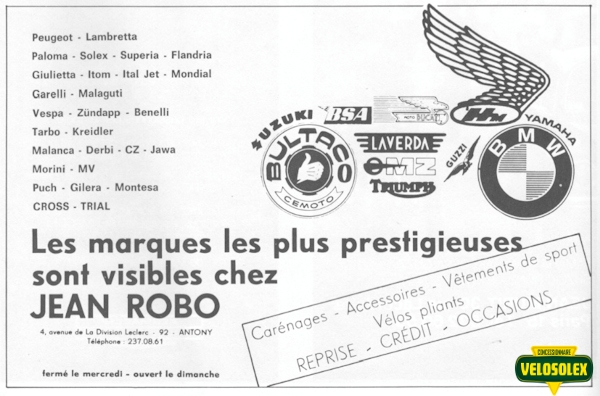 Peugeot - Lambretta
Paloma - Solex - Superia - Flandria
Giulietta - Itom - Ital Jet - Mondial
Garelli - Malaguti
Vespa - Zündapp - Benelli
Tarbo - Kreidler
Malanca - Derbi - CZ - Jawa
Morini - MV
Puch - Gilera - Montesa
CROSS - TRIAL
SUZUKI
BSA
MOTO DUCATI
HM
YAMAHA
BULTACO
CEMOTO
LAVERDA
MZ
TRIUMPH
GUZZI
BMW
Les marques les plus prestigieuses
sont visibles chez
JEAN ROBO
4, avenue de La Division Leclerc - 92 - ANTONY
Téléphone : 237.08.61
fermé le mercredi - ouvert le dimanche
Carénages - Accessoires - Vêtements de sport
Vélos pliants
REPRISE - CRÉDIT - OCCASIONS
CONCESSIONNAIRE
VELOSOLEX